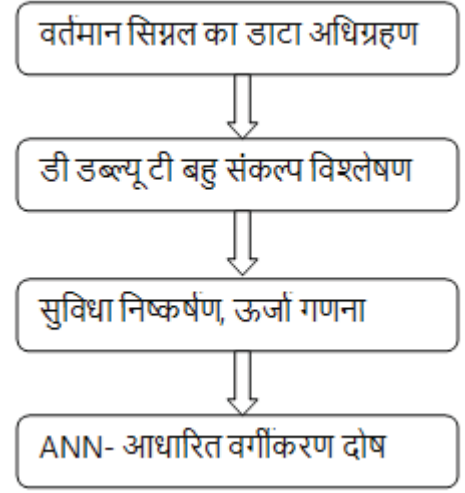 वर्तमान सिग्नल का डाटा अधिग्रहण
डी डब्ल्यू टी बहु संकल्प विश्लेषण
सुविधा निष्कर्षण, ऊर्जा गणना
ANN- आधारित वर्गीकरण दोष